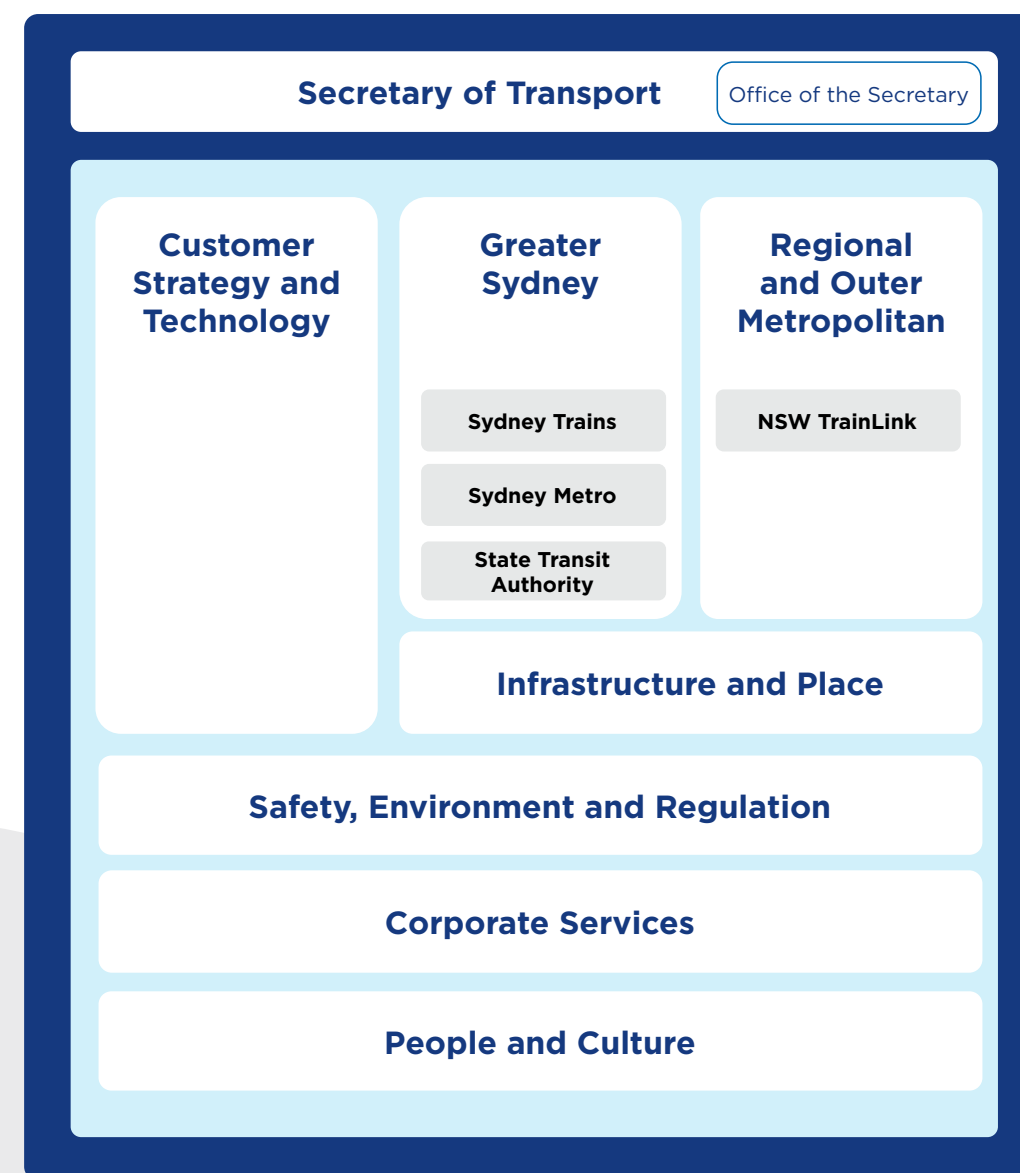 Secretary of Transport
Office of the Secretary
Customer
Strategy and
Technology
Greater
Sydney
Sydney Trains
Sydney Metro
State Transit
Authority
Regional
and Outer
Metropolitan
NSW TrainLink
Infrastructure and Place
Safety, Environment and Regulation
Corporate Services
People and Culture